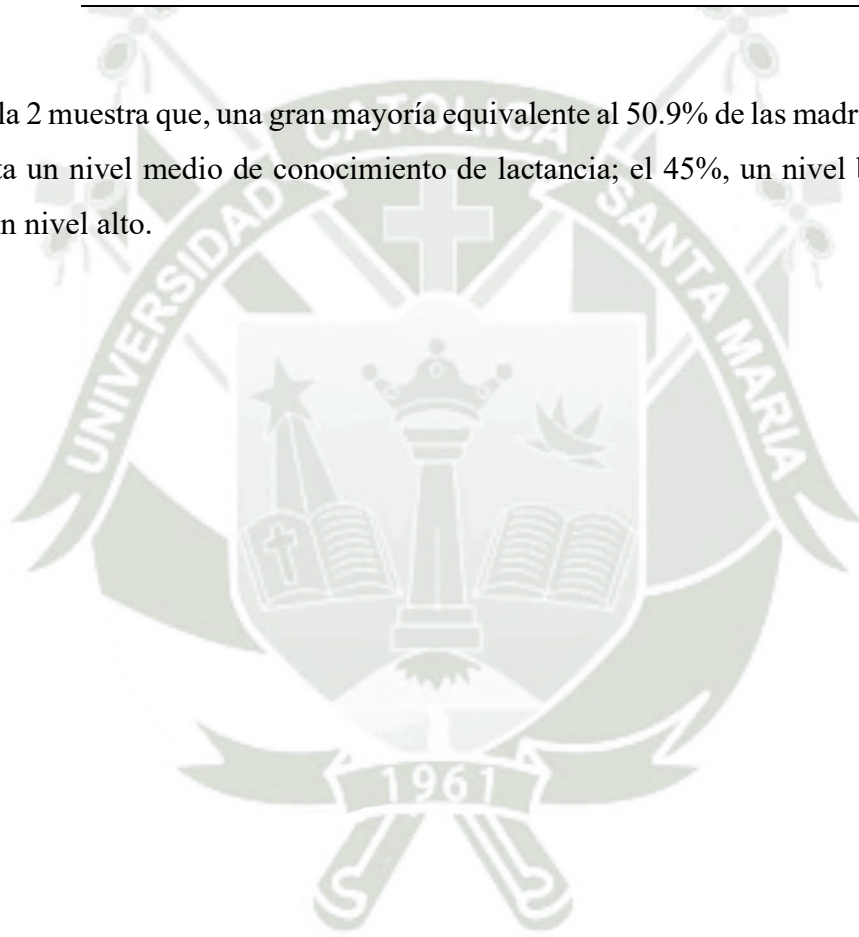 la 2 muestra que, una gran mayoría equivalente al 50.9% de las madr
ta un nivel medio de conocimiento de lactancia; el 45%, un nivel
n nivel alto.
UNIVERSIDAD CATOLICA SANTA MARIA
1961